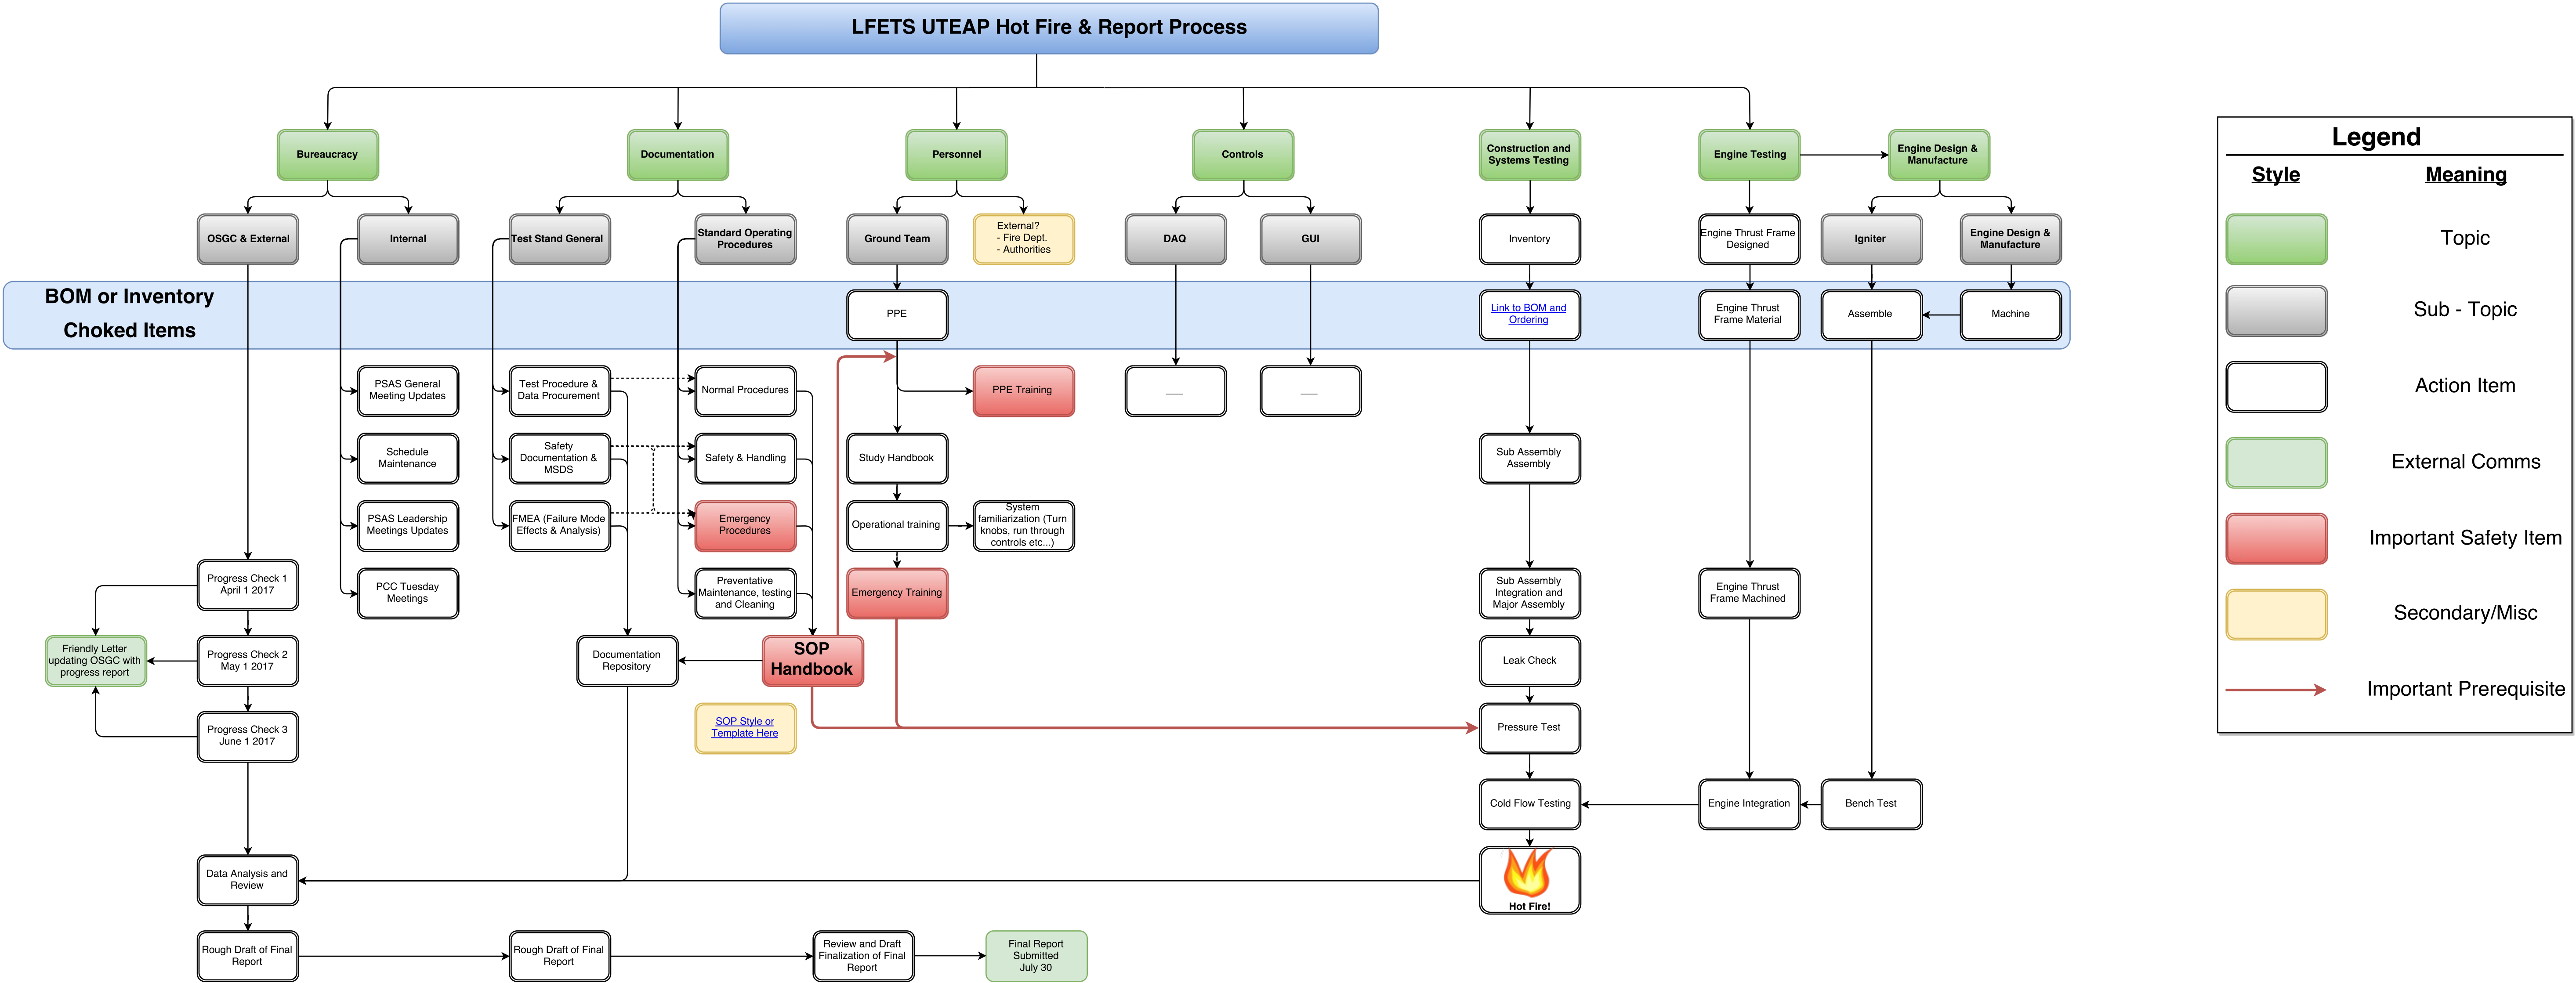 LFETS UTEAP Hot Fire & Report Process
Bureaucracy
Documentation
Personnel
Controls
Construction and
Systems Testing
Engine Testing
Engine Design &
Manufacture
OSGC & External
Internal
Test Stand General
Standard Operating
Procedures
Ground Team
External?
- Fire Dept.
- Authorities
DAQ
GUI
Inventory
Engine Thrust Frame
Designed
Igniter
Engine Design &
Manufacture
BOM or Inventory
Choked Items
PPE
Link to BOM and
Ordering
Engine Thrust
Frame Material
Assemble
Machine
PSAS General
Meeting Updates
Test Procedure &
Data Procurement
Normal Procedures
PPE Training
___
___
Schedule
Maintenance
Safety
Documentation &
MSDS
Safety & Handling
Study Handbook
Sub Assembly
Assembly
PSAS Leadership
Meetings Updates
FMEA (Failure Mode
Effects & Analysis)
Emergency
Procedures
Operational training
System
familiarization (Turn
knobs, run through
controls etc...)
Progress Check 1
April 1 2017
PCC Tuesday
Meetings
Preventative
Maintenance, testing
and Cleaning
Emergency Training
Sub Assembly
Integration and
Major Assembly
Engine Thrust
Frame Machined
Friendly Letter
updating OSGC with
progress report
Progress Check 2
May 1 2017
Documentation
Repository
SOP
Handbook
Leak Check
Progress Check 3
June 1 2017
SOP Style or
Template Here
Pressure Test
Cold Flow Testing
Engine Integration
Bench Test
Data Analysis and
Review
Hot Fire!
Rough Draft of Final
Report
Rough Draft of Final
Report
Review and Draft
Finalization of Final
Report
Final Report
Submitted
July 30
Legend
Style
Meaning
Topic
Sub - Topic
Action Item
External Comms
Important Safety Item
Secondary/Misc
Important Prerequisite